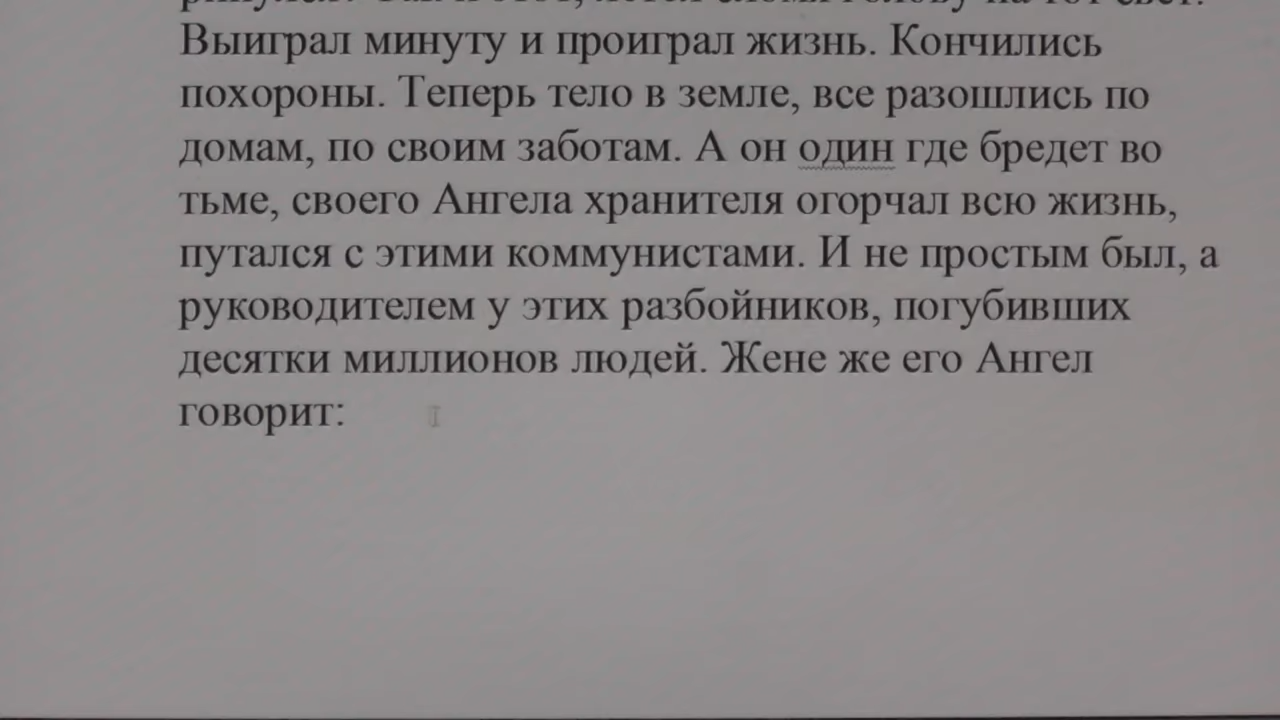 Выиграл минуту и проиграл жизнь. Кончились
похороны. Теперь тело в земле, все разошлись по
домам, по своим заботам. А он один где бредет во
тьме, своего Ангела хранителя огорчал всю жизнь,
путался с этими коммунистами. И не простым был, а
руководителем у этих разбойников, погубивших
десятки миллионов людей. Жене же его Ангел
говорит: